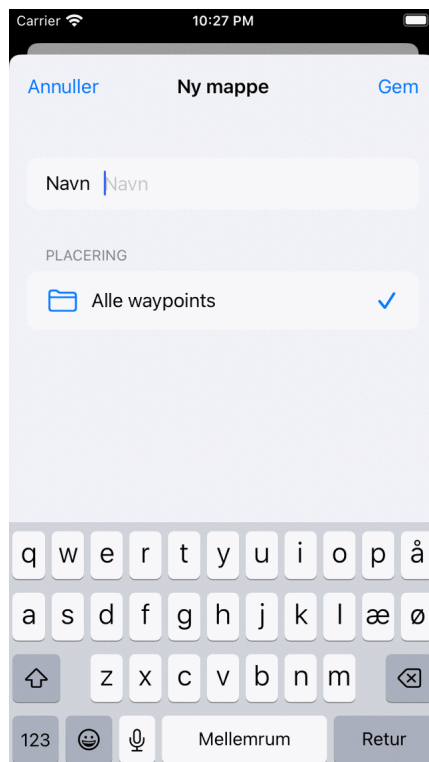 Carrier 10:27 PM
Annuller Ny mappe Gem
Navn Navn
PLACERING
Alle waypoints
q w e r t y u i o p å
a s d f g h j k l æ ø
z x c v b n m
123 Mellemrum Retur